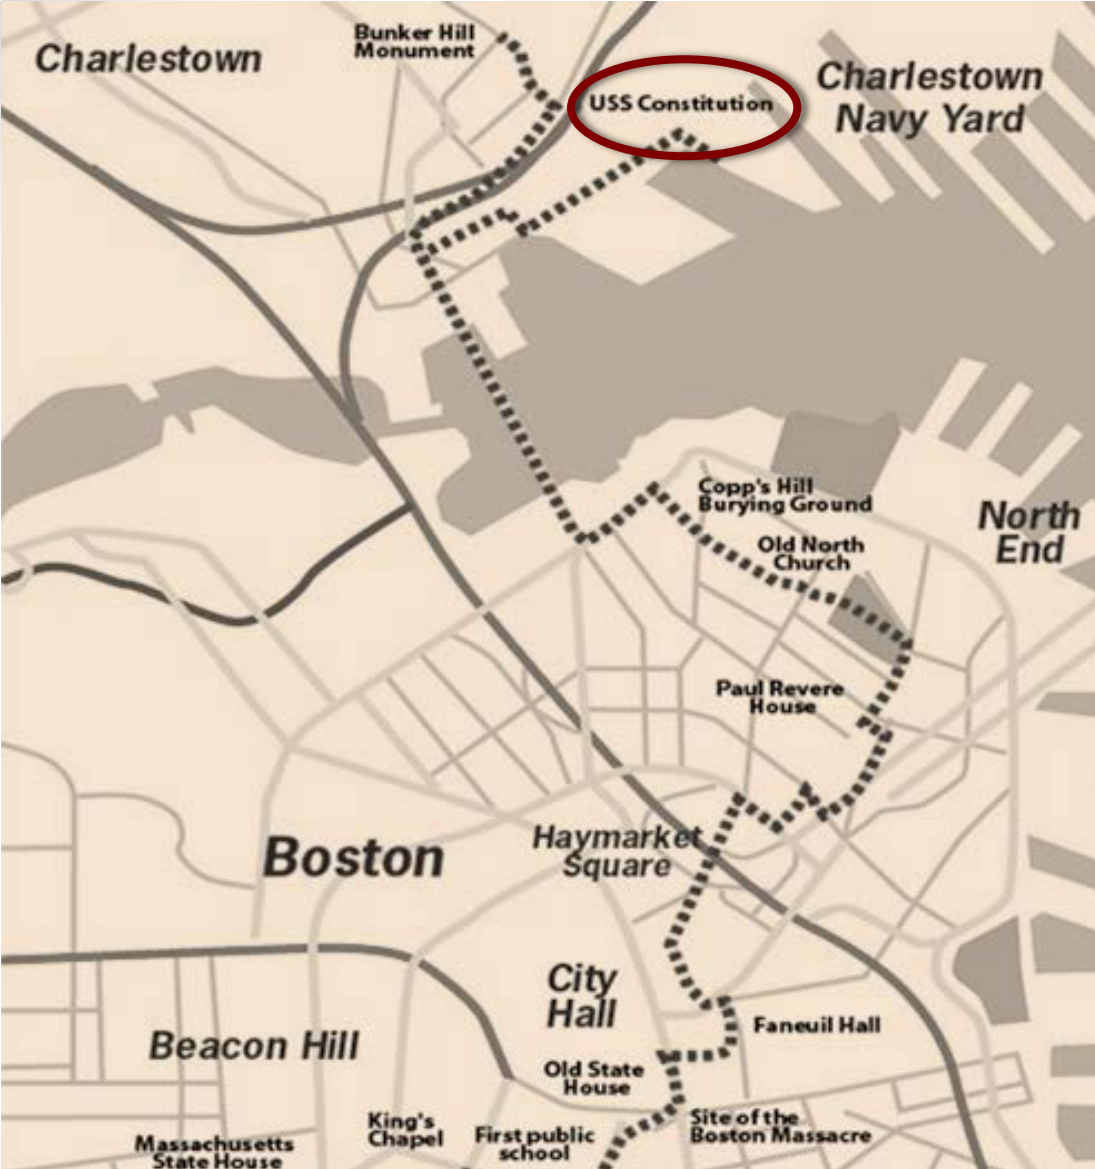 Bunker Hill
Monument
Charlestown
USS Constitution
Charlestown
Navy Yard
Copp's Hill
Burying Ground
North
End
Old North
Church
Paul Revere
House
Haymarket
Square
Boston
City
Hall
Faneuil Hall
Beacon Hill
Old State
House
King's
Chapel
First public
school
Site of the
Boston Massacre
Massachusetts
State House